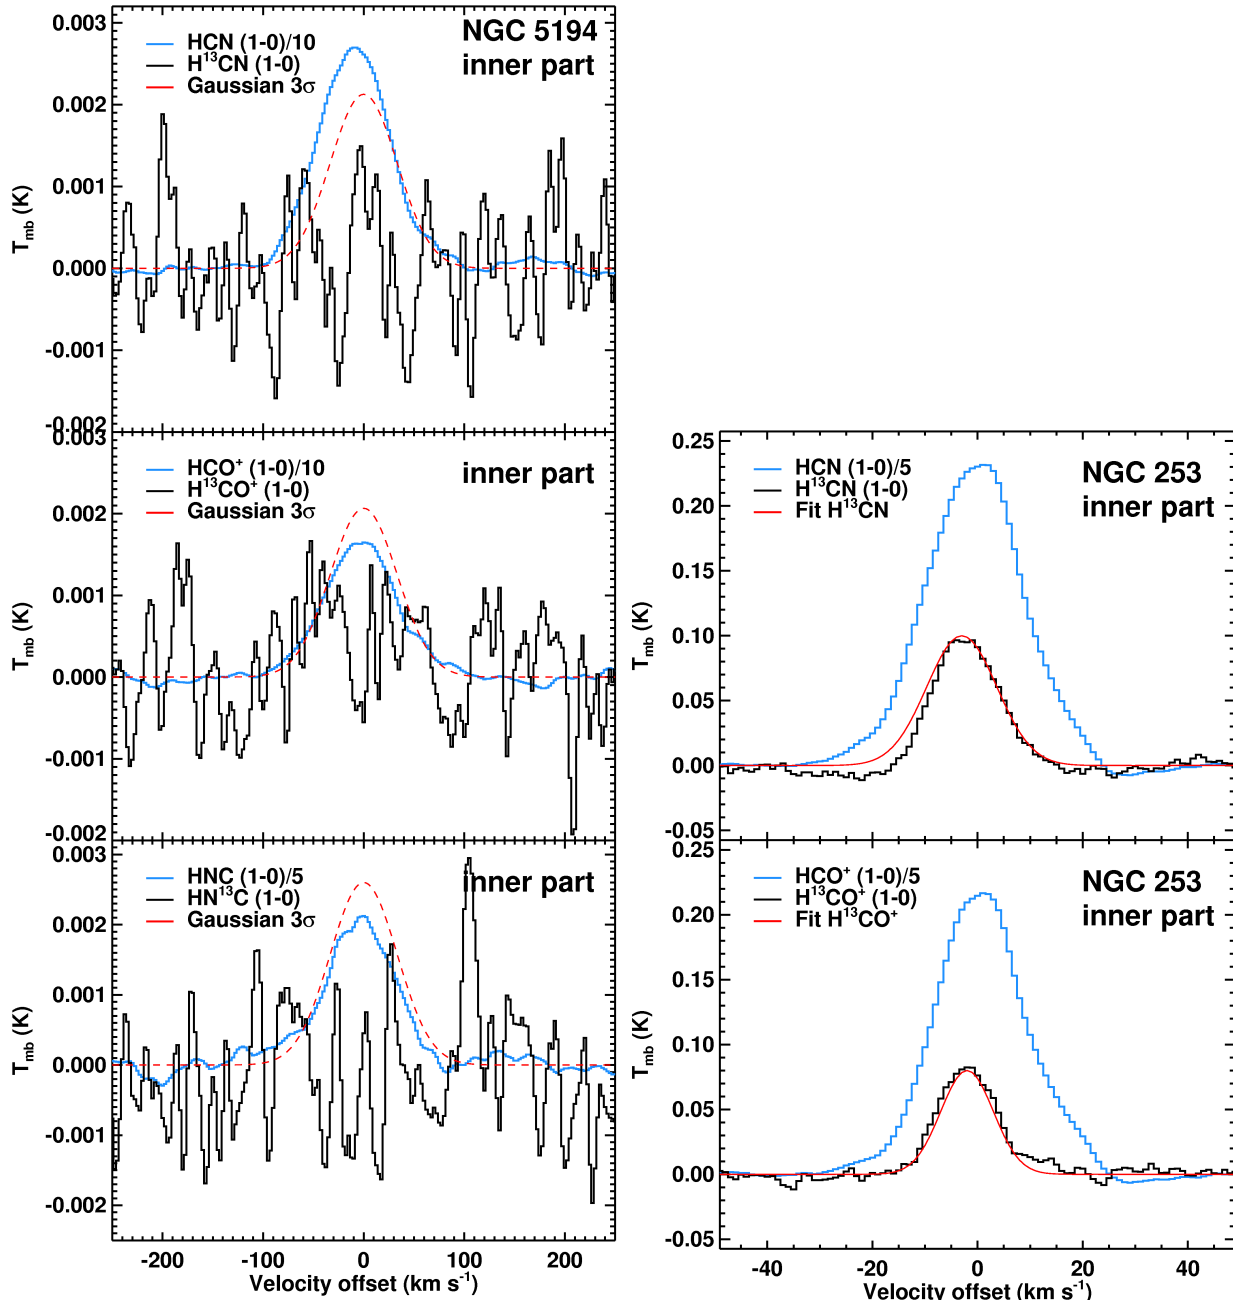 NGC 5194
inner part
HCN (1-0)/10
H¹³CN (1-0)
Gaussian 3σ
0.003
0.002
0.001
0.000
-0.001
-0.002
T_mb (K)
inner part
HCO⁺ (1-0)/10
H¹³CO⁺ (1-0)
Gaussian 3σ
0.003
0.002
0.001
0.000
-0.001
-0.002
T_mb (K)
inner part
HNC (1-0)/5
HN¹³C (1-0)
Gaussian 3σ
0.003
0.002
0.001
0.000
-0.001
-0.002
T_mb (K)
-200
-100
0
100
200
Velocity offset (km s⁻¹)
NGC 253
inner part
HCN (1-0)/5
H¹³CN (1-0)
Fit H¹³CN
0.25
0.20
0.15
0.10
0.05
0.00
-0.05
T_mb (K)
NGC 253
inner part
HCO⁺ (1-0)/5
H¹³CO⁺ (1-0)
Fit H¹³CO⁺
0.25
0.20
0.15
0.10
0.05
0.00
-0.05
T_mb (K)
-40
-20
0
20
40
Velocity offset (km s⁻¹)